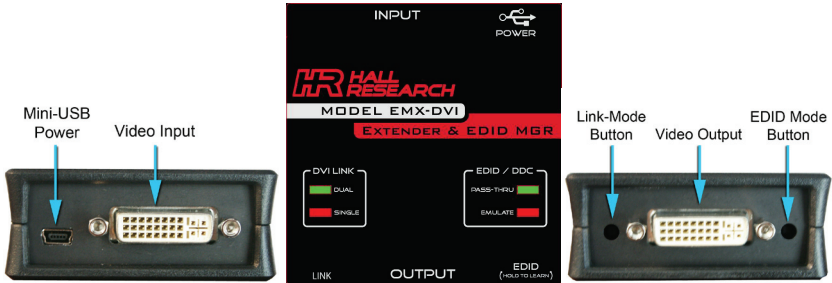 Mini-USB
Power
Video Input
INPUT
POWER
HR HALL
RESEARCH
MODEL EMX-DVI
EXTENDER & EDID MGR
DVI LINK
DUAL
SINGLE
EDID / DDC
PASS-THRU
EMULATE
LINK
OUTPUT
EDID
(HOLD TO LEARN)
Link-Mode
Button
Video Output
EDID Mode
Button